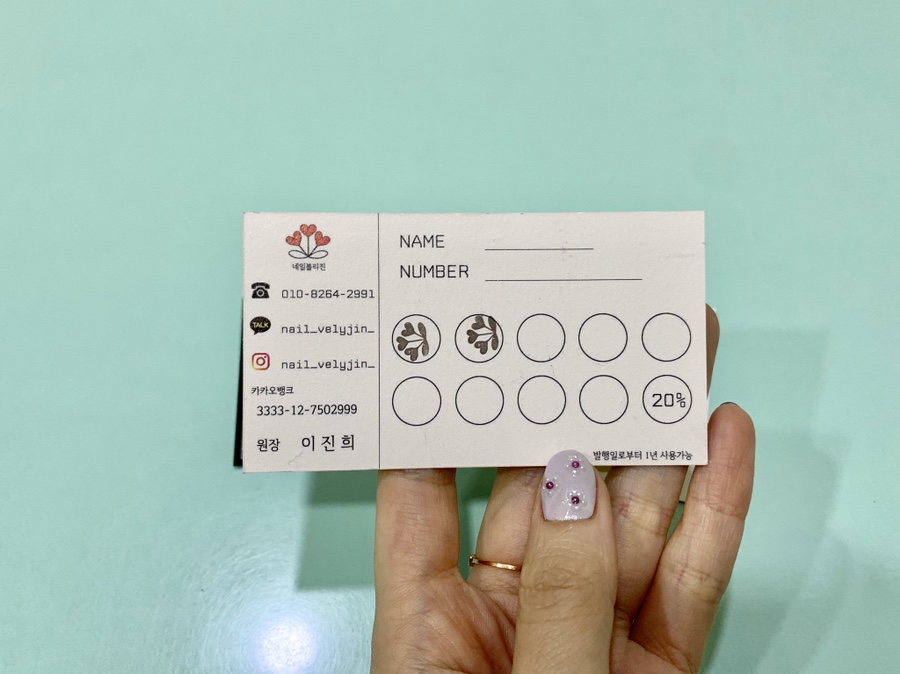 네일블리진
010-8264-2991
TALK
nail_velyjin_
nail_velyjin_
카카오뱅크
3333-12-7502999
원장 이진희
NAME
NUMBER
20%
발행일로부터 1년 사용가능